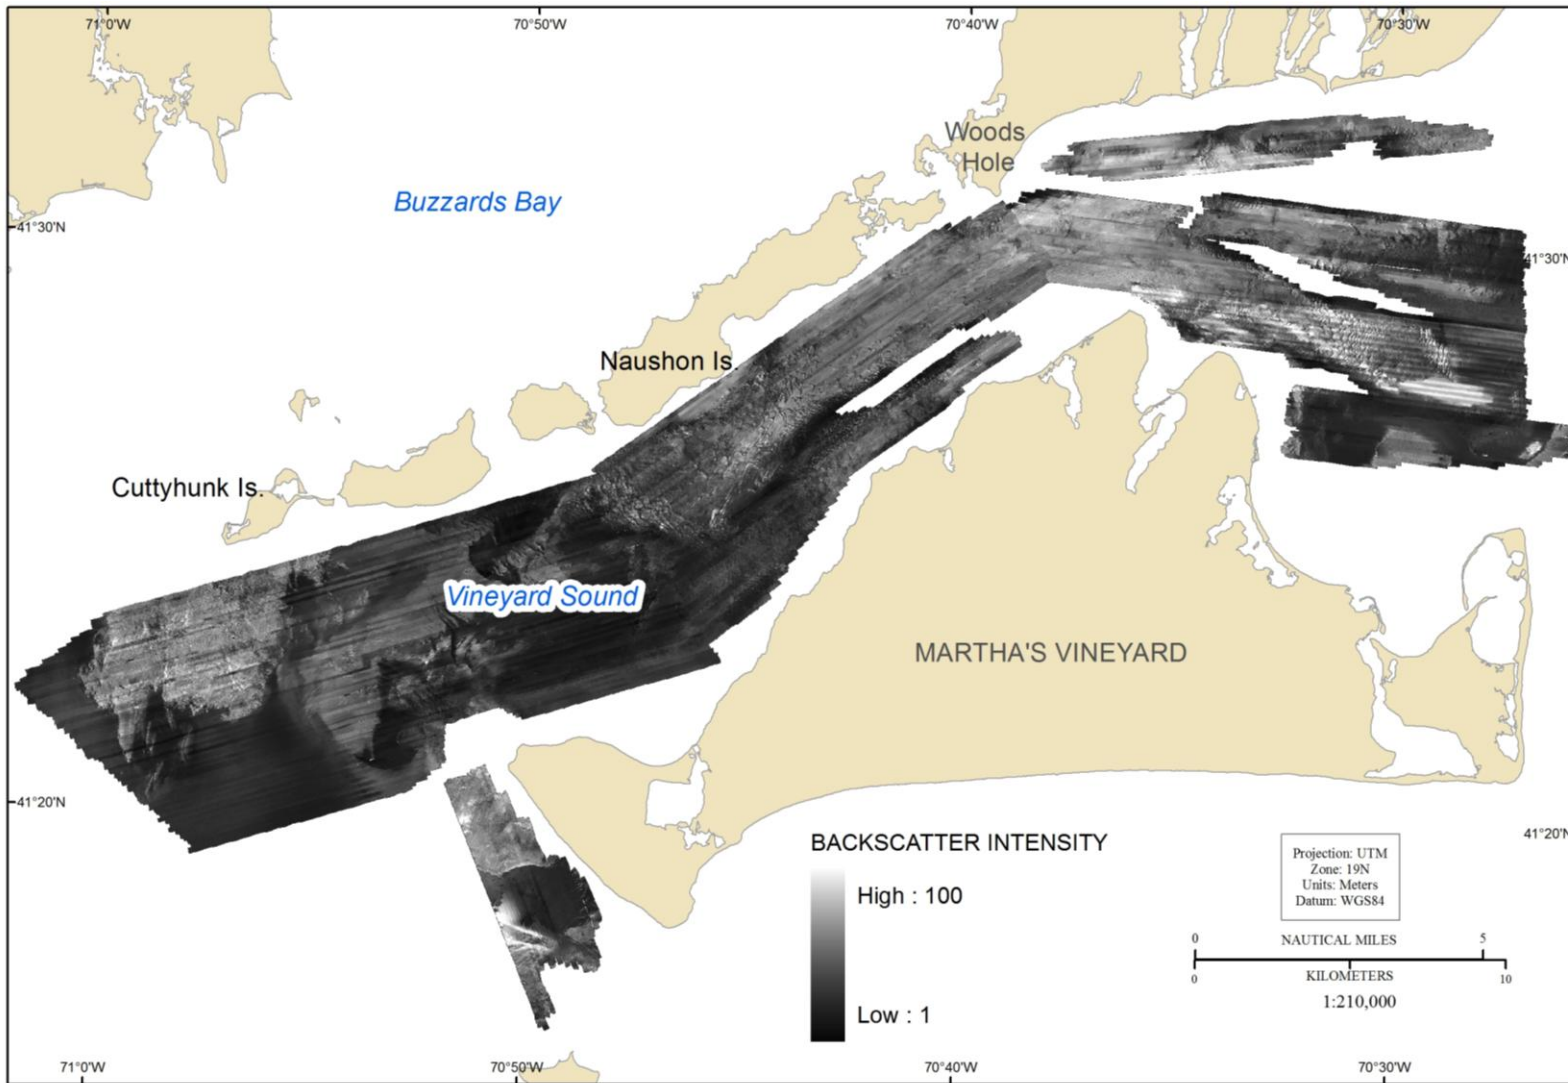 71°0'W
70°50'W
70°40'W
70°30'W
Woods
Hole
Buzzards Bay
41°30'N
41°30'N
Naushon Is.
Cuttyhunk Is.
Vineyard Sound
MARTHA'S VINEYARD
41°20'N
41°20'N
BACKSCATTER INTENSITY
High : 100
Low : 1
Projection: UTM
Zone: 19N
Units: Meters
Datum: WGS84
0 NAUTICAL MILES 5
KILOMETERS
0 10
1:210,000
71°0'W
70°50'W
70°40'W
70°30'W